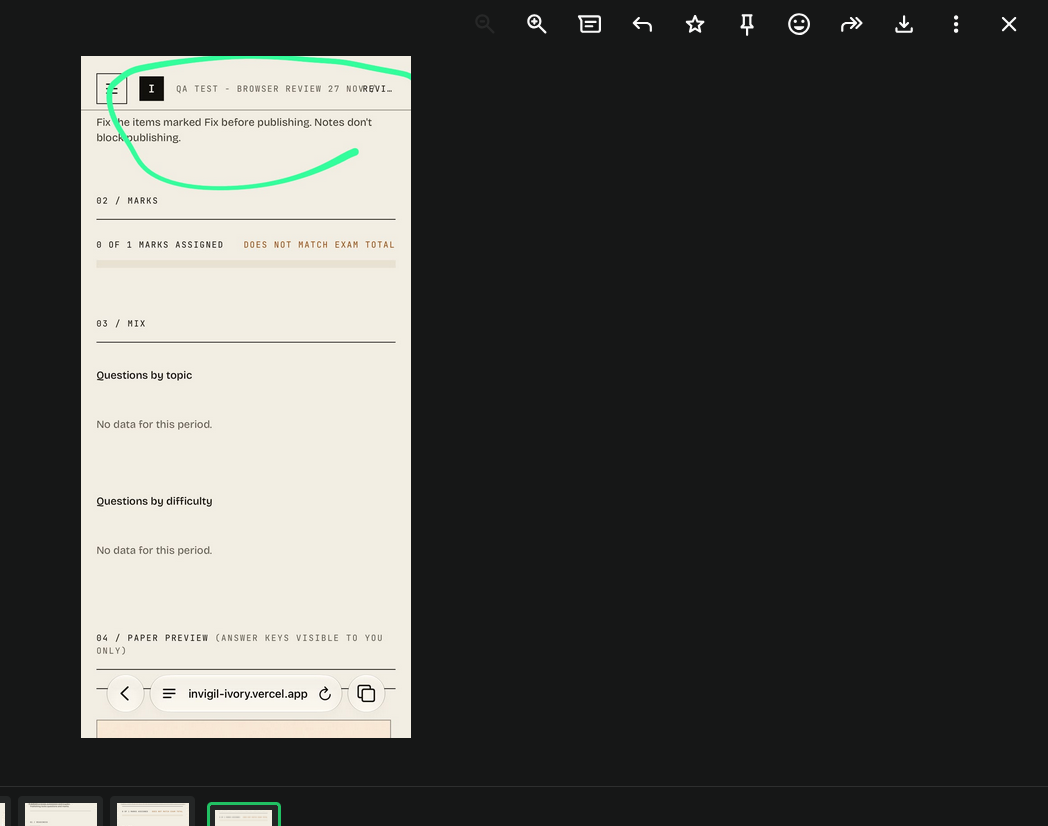 I
QA TEST - BROWSER REVIEW 27 NOV
REVI...
Fix the items marked Fix before publishing. Notes don't
block publishing.
02 / MARKS
0 OF 1 MARKS ASSIGNED DOES NOT MATCH EXAM TOTAL
03 / MIX
Questions by topic
No data for this period.
Questions by difficulty
No data for this period.
04 / PAPER PREVIEW (ANSWER KEYS VISIBLE TO YOU
ONLY)
invigil-ivory.vercel.app